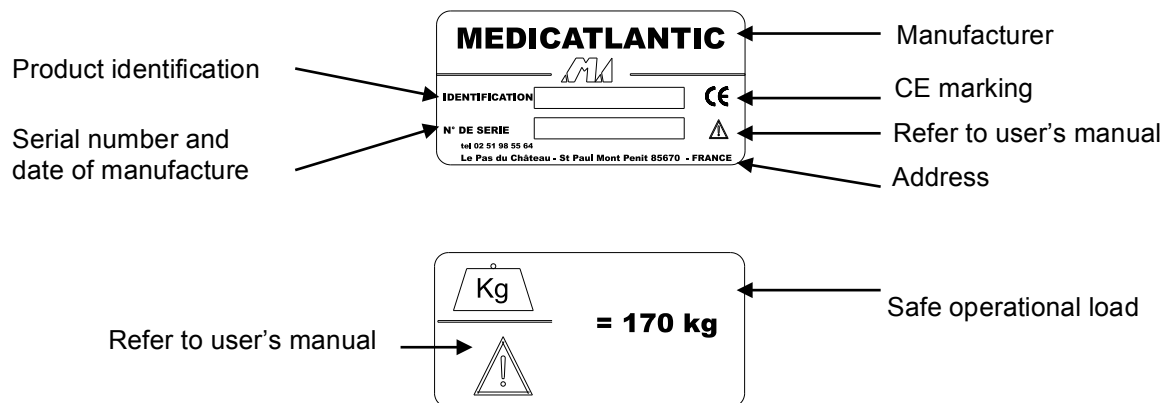 MEDICATLANTIC
Manufacturer
Product identification
IDENTIFICATION
CE
CE marking
Serial number and
date of manufacture
N° DE SERIE
Refer to user's manual
tel 02 51 98 55 64
Le Pas du Château - St Paul Mont Penit 85670 - FRANCE
Address
Kg
= 170 kg
Safe operational load
Refer to user's manual